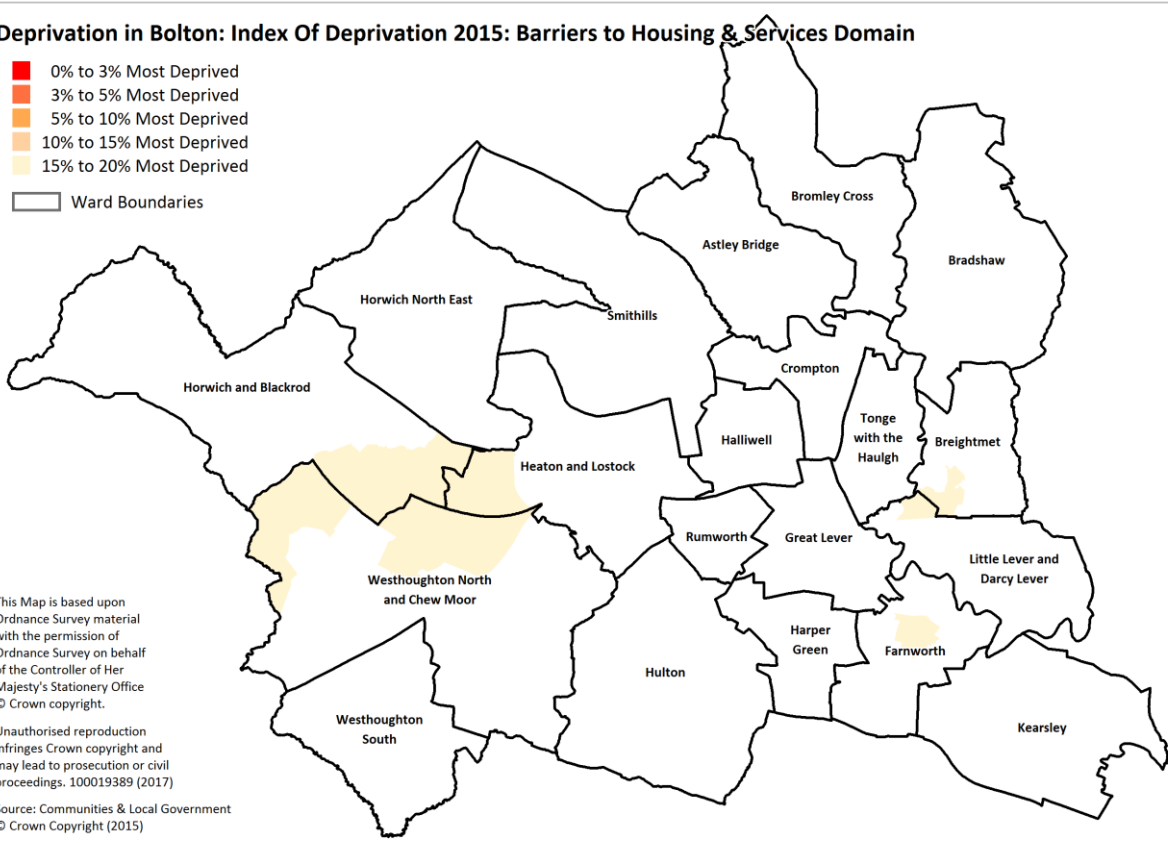 Deprivation in Bolton: Index Of Deprivation 2015: Barriers to Housing & Services Domain
0% to 3% Most Deprived
3% to 5% Most Deprived
5% to 10% Most Deprived
10% to 15% Most Deprived
15% to 20% Most Deprived
Ward Boundaries
Bromley Cross
Astley Bridge
Bradshaw
Horwich North East
Smithills
Crompton
Horwich and Blackrod
Tonge
with the
Haulgh
Halliwell
Breightmet
Heaton and Lostock
Rumworth
Great Lever
Little Lever and
Darcy Lever
Westhoughton North
and Chew Moor
Harper
Green
Farnworth
Hulton
Westhoughton
South
Kearsley
This Map is based upon
Ordnance Survey material
with the permission of
Ordnance Survey on behalf
of the Controller of Her
Majesty's Stationery Office
© Crown copyright.
Unauthorised reproduction
infringes Crown copyright and
may lead to prosecution or civil
proceedings. 100019389 (2017)
Source: Communities & Local Government
© Crown Copyright (2015)